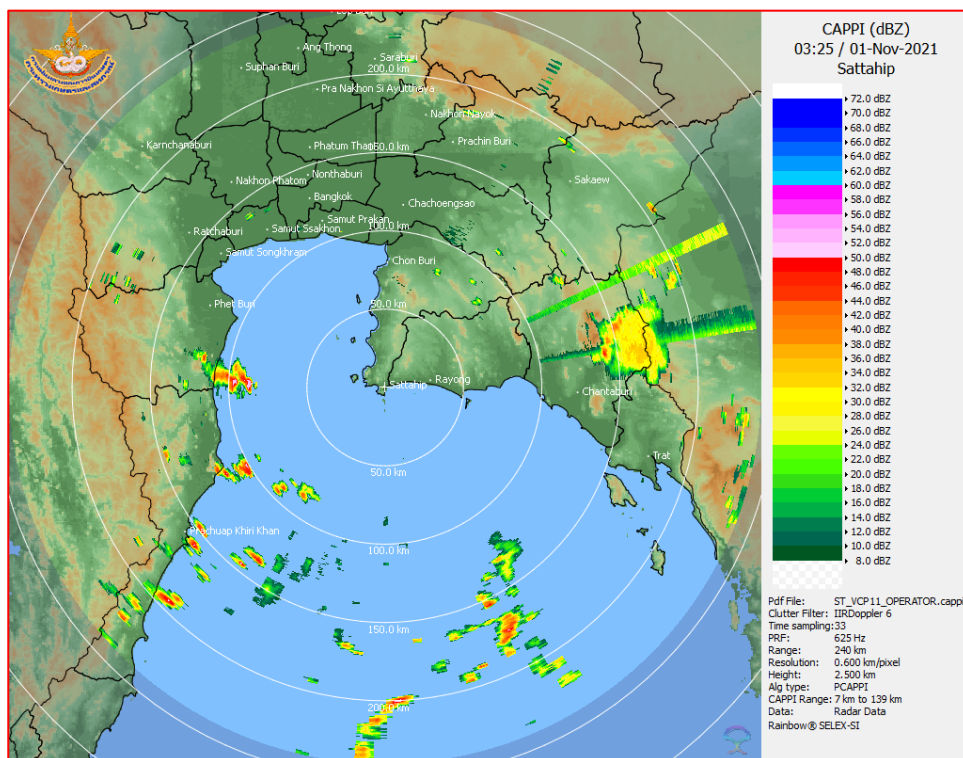 CAPPI (dBZ)
03:25 / 01-Nov-2021
Sattahip
72.0 dBZ
70.0 dBZ
68.0 dBZ
66.0 dBZ
64.0 dBZ
62.0 dBZ
60.0 dBZ
58.0 dBZ
56.0 dBZ
54.0 dBZ
52.0 dBZ
50.0 dBZ
48.0 dBZ
46.0 dBZ
44.0 dBZ
42.0 dBZ
40.0 dBZ
38.0 dBZ
36.0 dBZ
34.0 dBZ
32.0 dBZ
30.0 dBZ
28.0 dBZ
26.0 dBZ
24.0 dBZ
22.0 dBZ
20.0 dBZ
18.0 dBZ
16.0 dBZ
14.0 dBZ
12.0 dBZ
10.0 dBZ
8.0 dBZ
Pdf File: ST_VCP11_OPERATOR.cappi
Clutter Filter: IIRDoppler 6
Time sampling:33
PRF: 625 Hz
Range: 240 km
Resolution: 0.600 km/pixel
Height: 2.500 km
Alg type: PCAPPI
CAPPI Range: 7 km to 139 km
Data: Radar Data
Rainbow® SELEX-SI
Ang Thong
Saraburi
Suphan Buri
200.0 km
Pra Nakhon Si Ayutthaya
Nakhon Nayok
Karnchanaburi
Phatum Thani
150.0 km
Prachin Buri
Nonthaburi
Nakhon Phatom
Sakaew
Bangkok
Chachoengsao
Samut Prakan
Ratchaburi
Samut Ssakhon
100.0 km
Samut Songkhram
Chon Buri
Phet Buri
50.0 km
Sattahip
Rayong
Chantaburi
Trat
50.0 km
Prachuap Khiri Khan
100.0 km
150.0 km
200.0 km